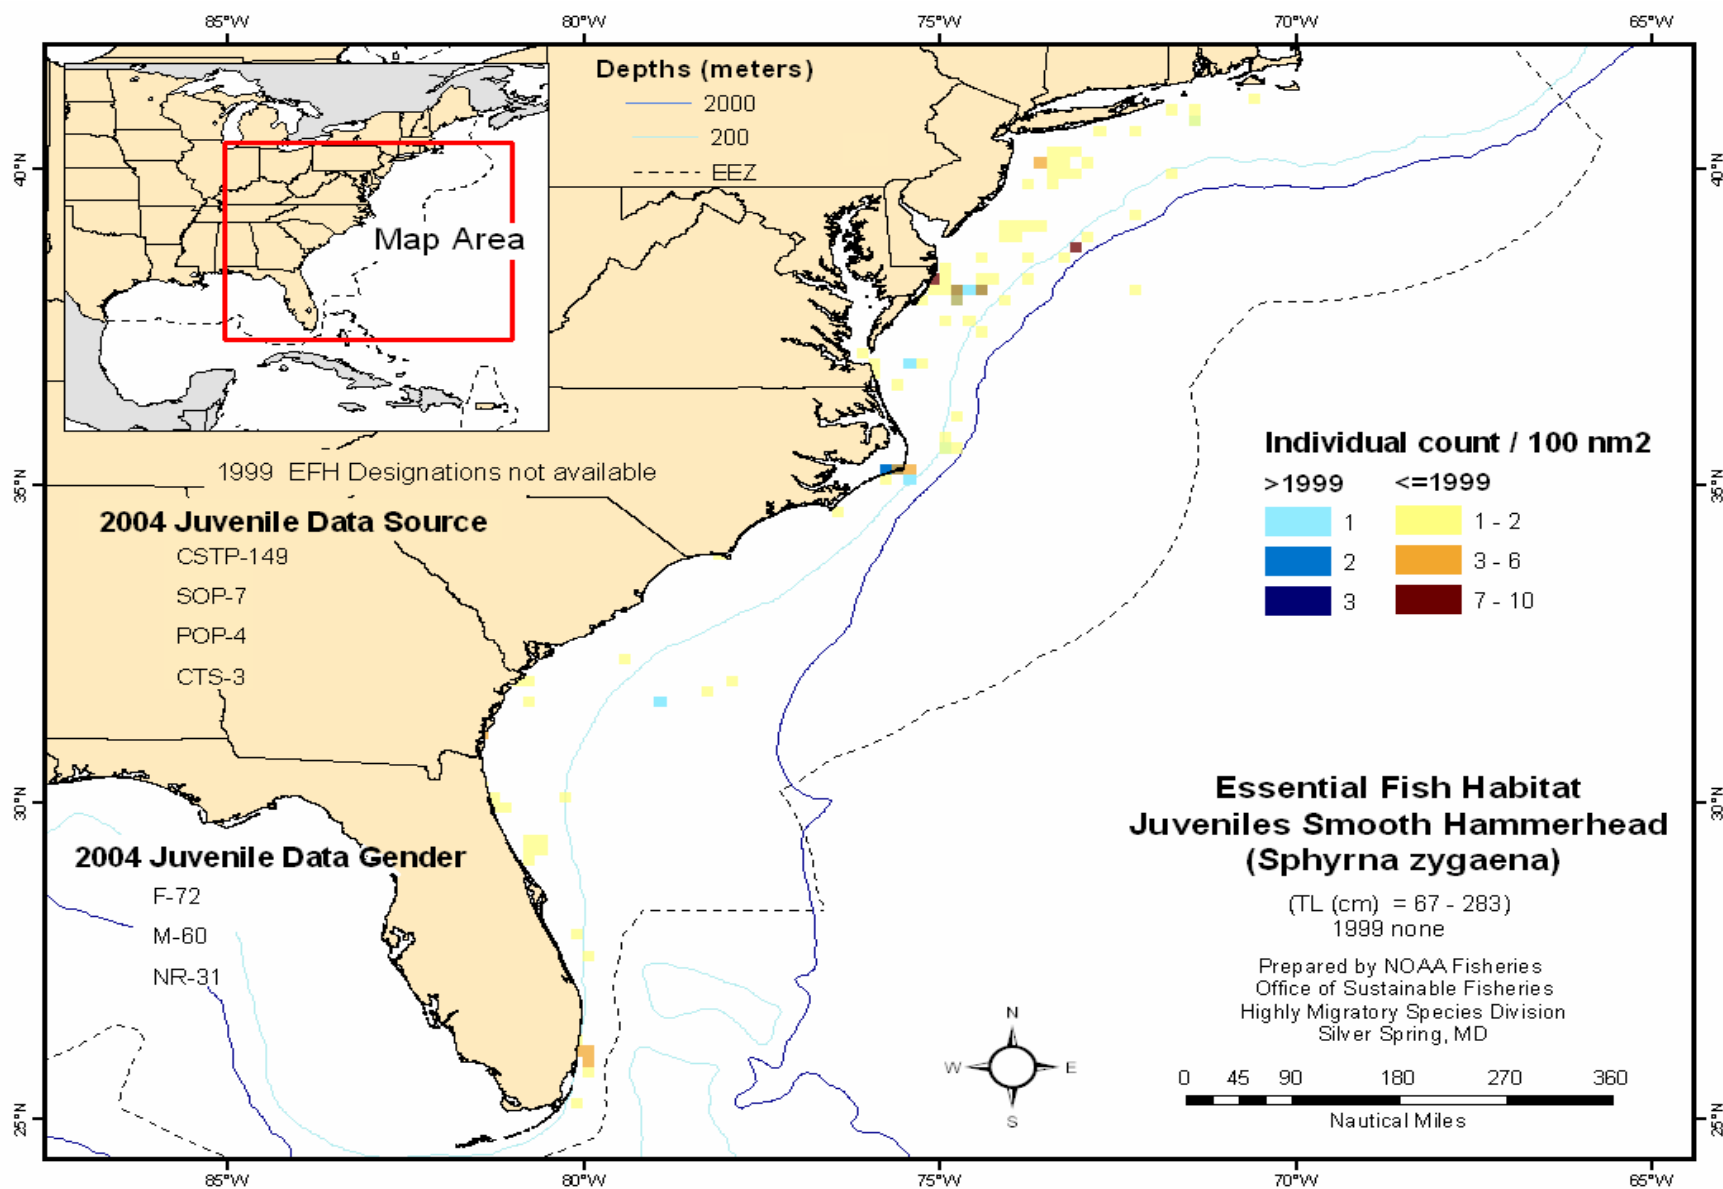 85°W 80°W 75°W 70°W 65°W
40°N 35°N 30°N 25°N
40°N 35°N 30°N 25°N
Map Area
Depths (meters)
2000
200
EEZ
1999 EFH Designations not available
2004 Juvenile Data Source
CSTP-149
SOP-7
POP-4
CTS-3
2004 Juvenile Data Gender
F-72
M-60
NR-31
Individual count / 100 nm2
>1999 <=1999
1 1 - 2
2 3 - 6
3 7 - 10
Essential Fish Habitat
Juveniles Smooth Hammerhead
(Sphyrna zygaena)
(TL (cm) = 67 - 283)
1999 none
Prepared by NOAA Fisheries
Office of Sustainable Fisheries
Highly Migratory Species Division
Silver Spring, MD
N
W E
S
0 45 90 180 270 360
Nautical Miles
85°W 80°W 75°W 70°W 65°W